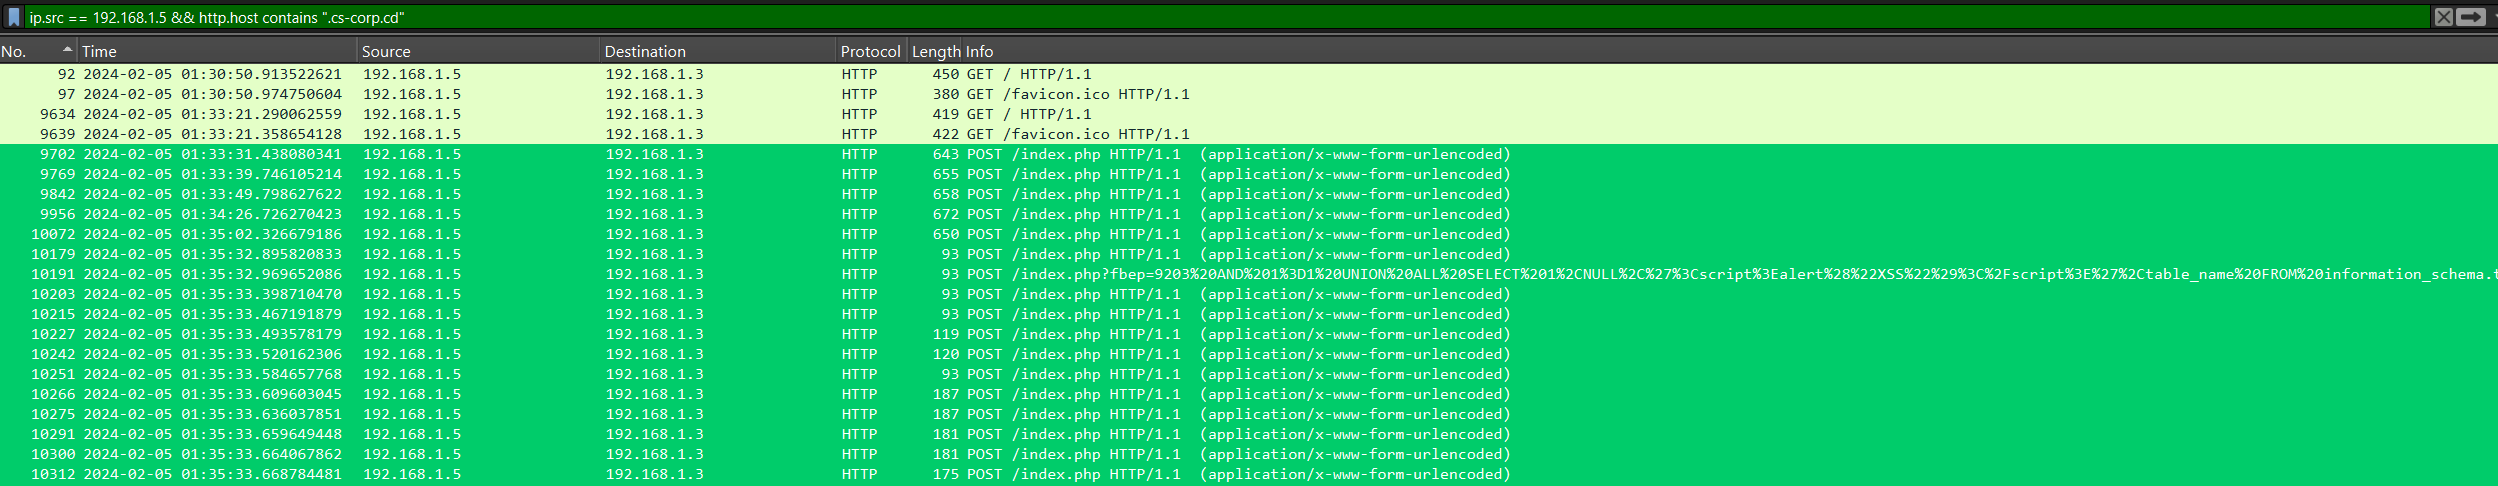 ip.src == 192.168.1.5 && http.host contains ".cs-corp.cd"
No. Time Source Destination Protocol Length Info
92 2024-02-05 01:30:50.913522621 192.168.1.5 192.168.1.3 HTTP 450 GET / HTTP/1.1
97 2024-02-05 01:30:50.974750604 192.168.1.5 192.168.1.3 HTTP 380 GET /favicon.ico HTTP/1.1
9634 2024-02-05 01:33:21.290062559 192.168.1.5 192.168.1.3 HTTP 419 GET / HTTP/1.1
9639 2024-02-05 01:33:21.358654128 192.168.1.5 192.168.1.3 HTTP 422 GET /favicon.ico HTTP/1.1
9702 2024-02-05 01:33:31.438080341 192.168.1.5 192.168.1.3 HTTP 643 POST /index.php HTTP/1.1 (application/x-www-form-urlencoded)
9769 2024-02-05 01:33:39.746105214 192.168.1.5 192.168.1.3 HTTP 655 POST /index.php HTTP/1.1 (application/x-www-form-urlencoded)
9842 2024-02-05 01:33:49.798627622 192.168.1.5 192.168.1.3 HTTP 658 POST /index.php HTTP/1.1 (application/x-www-form-urlencoded)
9956 2024-02-05 01:34:26.726270423 192.168.1.5 192.168.1.3 HTTP 672 POST /index.php HTTP/1.1 (application/x-www-form-urlencoded)
10072 2024-02-05 01:35:02.326679186 192.168.1.5 192.168.1.3 HTTP 650 POST /index.php HTTP/1.1 (application/x-www-form-urlencoded)
10179 2024-02-05 01:35:32.895820833 192.168.1.5 192.168.1.3 HTTP 93 POST /index.php HTTP/1.1 (application/x-www-form-urlencoded)
10191 2024-02-05 01:35:32.969652086 192.168.1.5 192.168.1.3 HTTP 93 POST /index.php?fbep=9203%20AND%201%3D1%20UNION%20ALL%20SELECT%201%2CNULL%2C%27%3Cscript%3Ealert%28%22XSS%22%29%3C%2Fscript%3E%27%2Ctable_name%20FROM%20information_schema.t
10203 2024-02-05 01:35:33.398710470 192.168.1.5 192.168.1.3 HTTP 93 POST /index.php HTTP/1.1 (application/x-www-form-urlencoded)
10215 2024-02-05 01:35:33.467191879 192.168.1.5 192.168.1.3 HTTP 93 POST /index.php HTTP/1.1 (application/x-www-form-urlencoded)
10227 2024-02-05 01:35:33.493578179 192.168.1.5 192.168.1.3 HTTP 119 POST /index.php HTTP/1.1 (application/x-www-form-urlencoded)
10242 2024-02-05 01:35:33.520162306 192.168.1.5 192.168.1.3 HTTP 120 POST /index.php HTTP/1.1 (application/x-www-form-urlencoded)
10251 2024-02-05 01:35:33.584657768 192.168.1.5 192.168.1.3 HTTP 93 POST /index.php HTTP/1.1 (application/x-www-form-urlencoded)
10266 2024-02-05 01:35:33.609603045 192.168.1.5 192.168.1.3 HTTP 187 POST /index.php HTTP/1.1 (application/x-www-form-urlencoded)
10275 2024-02-05 01:35:33.636037851 192.168.1.5 192.168.1.3 HTTP 187 POST /index.php HTTP/1.1 (application/x-www-form-urlencoded)
10291 2024-02-05 01:35:33.659649448 192.168.1.5 192.168.1.3 HTTP 181 POST /index.php HTTP/1.1 (application/x-www-form-urlencoded)
10300 2024-02-05 01:35:33.664067862 192.168.1.5 192.168.1.3 HTTP 181 POST /index.php HTTP/1.1 (application/x-www-form-urlencoded)
10312 2024-02-05 01:35:33.668784481 192.168.1.5 192.168.1.3 HTTP 175 POST /index.php HTTP/1.1 (application/x-www-form-urlencoded)